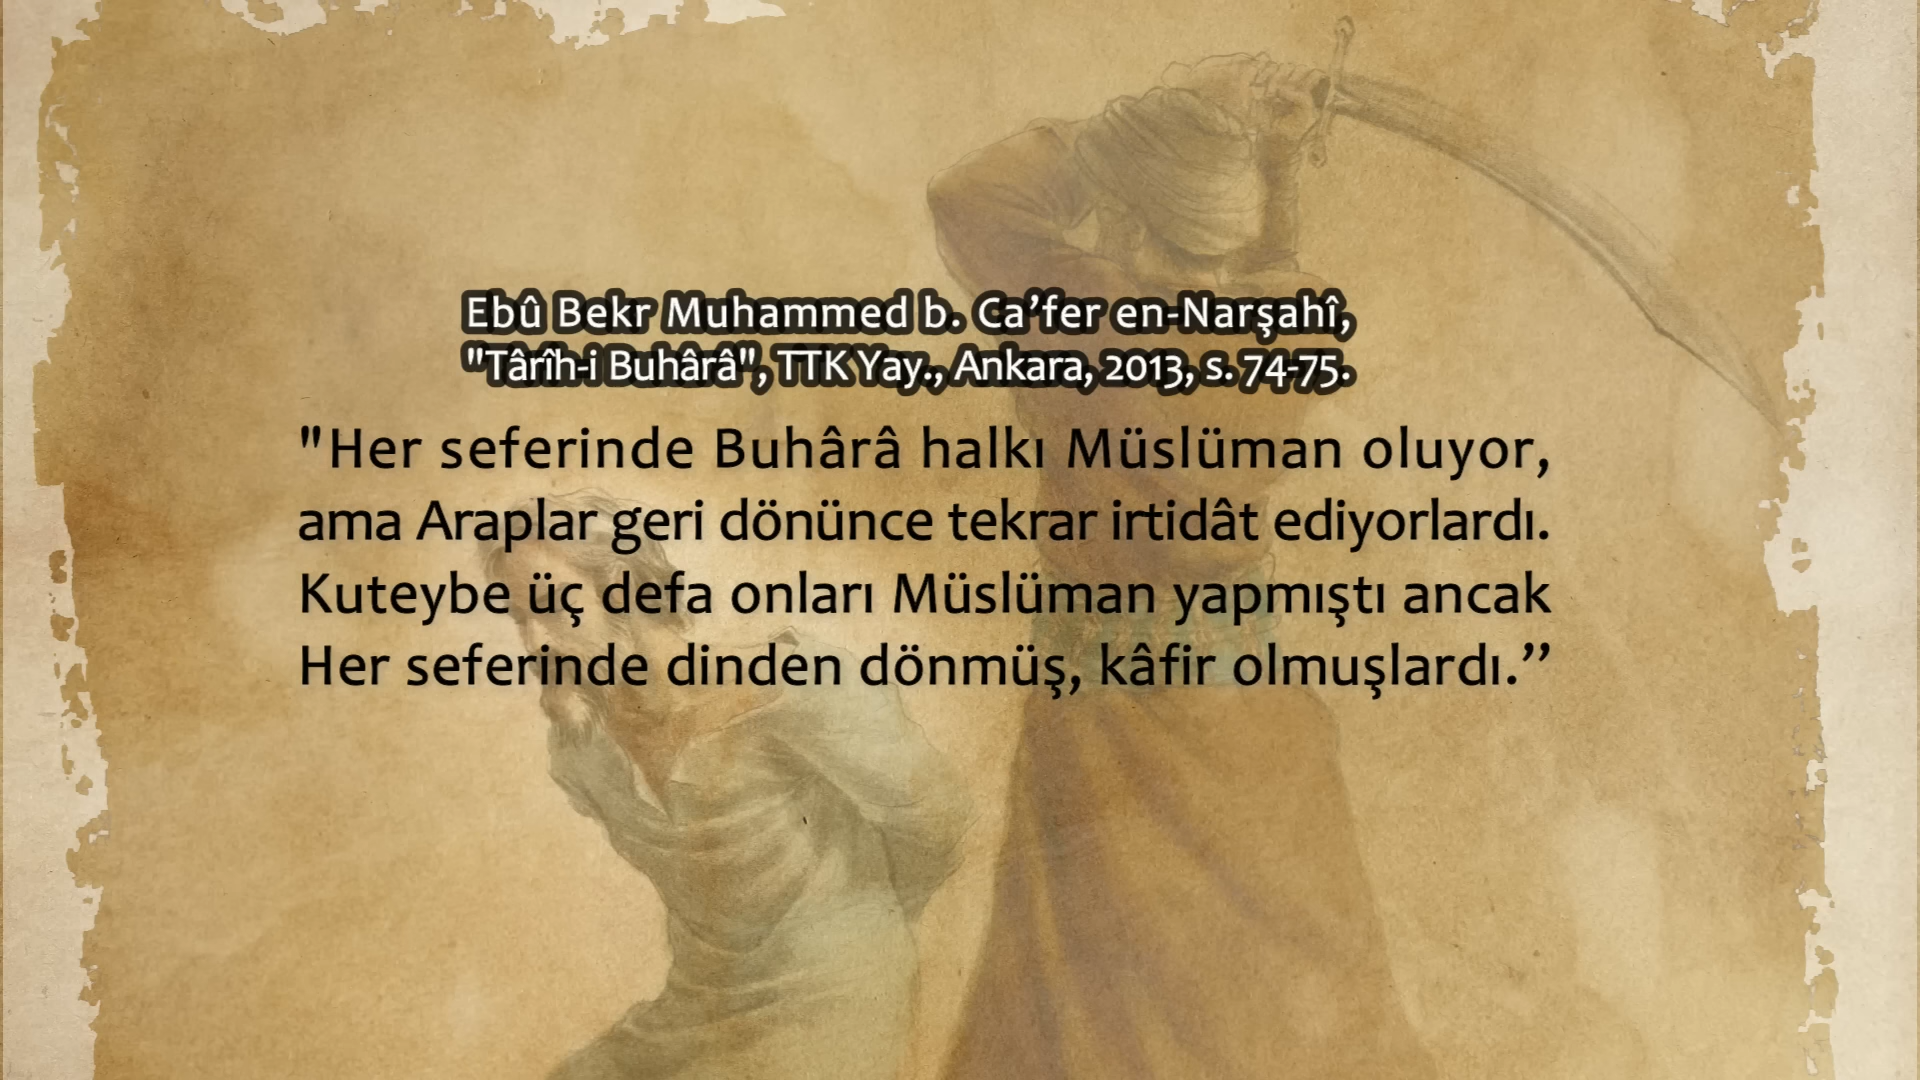 Ebû Bekr Muhammed b. Ca’fer en-Narşahî,
"Târîh-i Buhârâ", TTK Yay., Ankara, 2013, s. 74-75.
"Her seferinde Buhârâ halkı Müslüman oluyor,
ama Araplar geri dönünce tekrar irtidât ediyorlardı.
Kuteybe üç defa onları Müslüman yapmıştı ancak
Her seferinde dinden dönmüş, kâfir olmuşlardı.’’